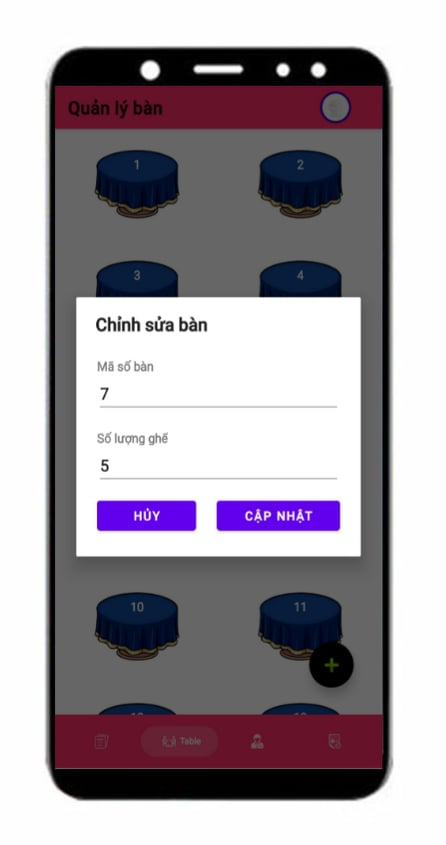 Quản lý bàn
1
2
3
4
Chỉnh sửa bàn
Mã số bàn
7
Số lượng ghế
5
HỦY
CẬP NHẬT
10
11
+
Table